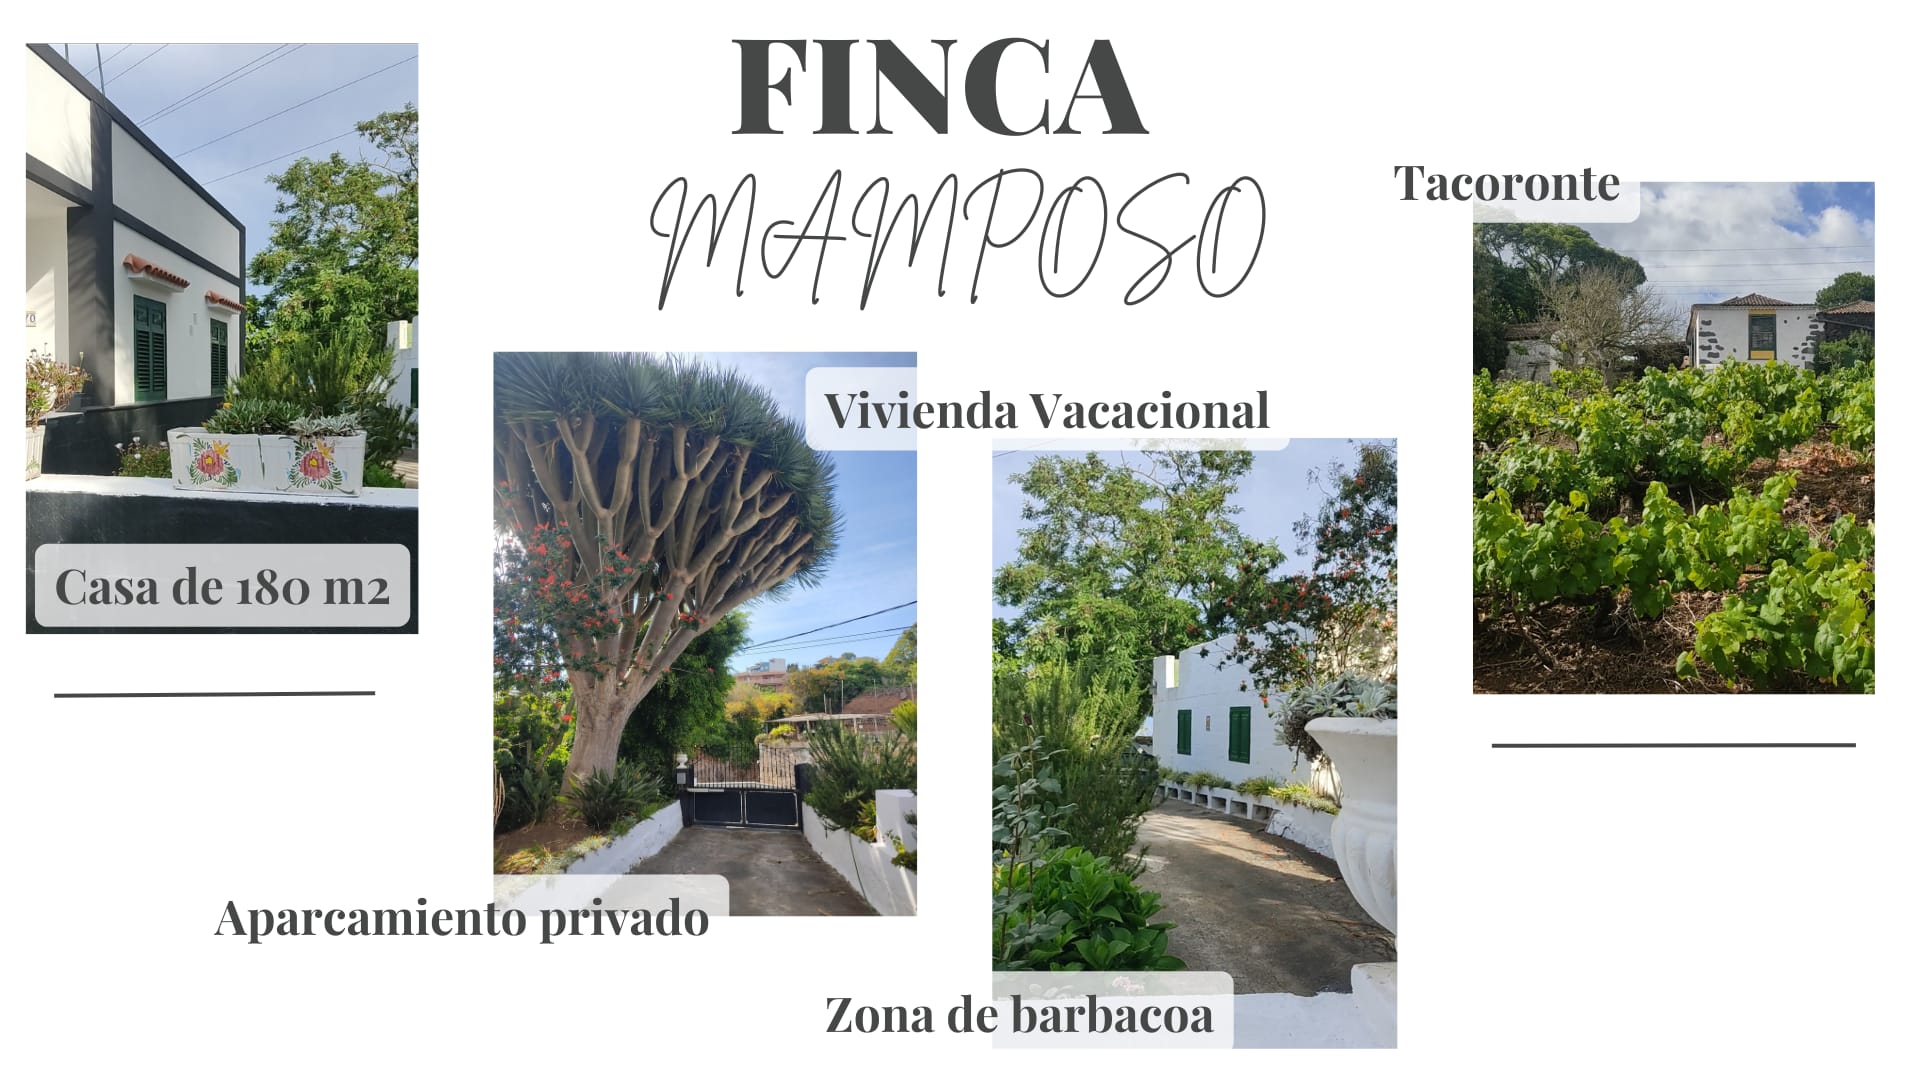 FINCA
MAMPOSO
Tacoronte
Vivienda Vacacional
Casa de 180 m2
Aparcamiento privado
Zona de barbacoa